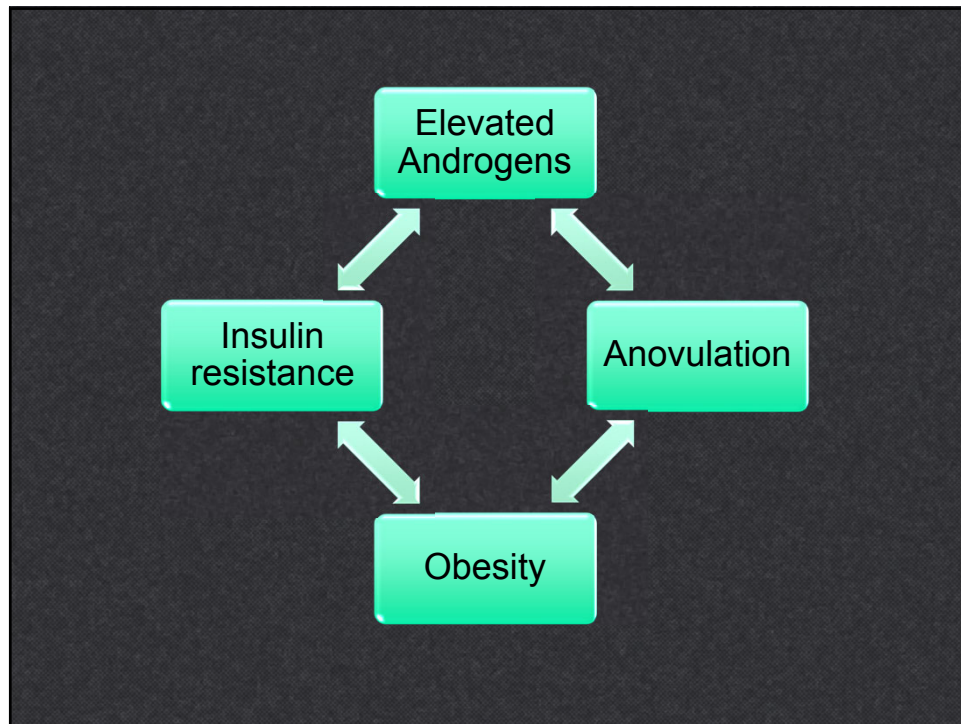 Elevated
Androgens
Insulin
resistance
Anovulation
Obesity